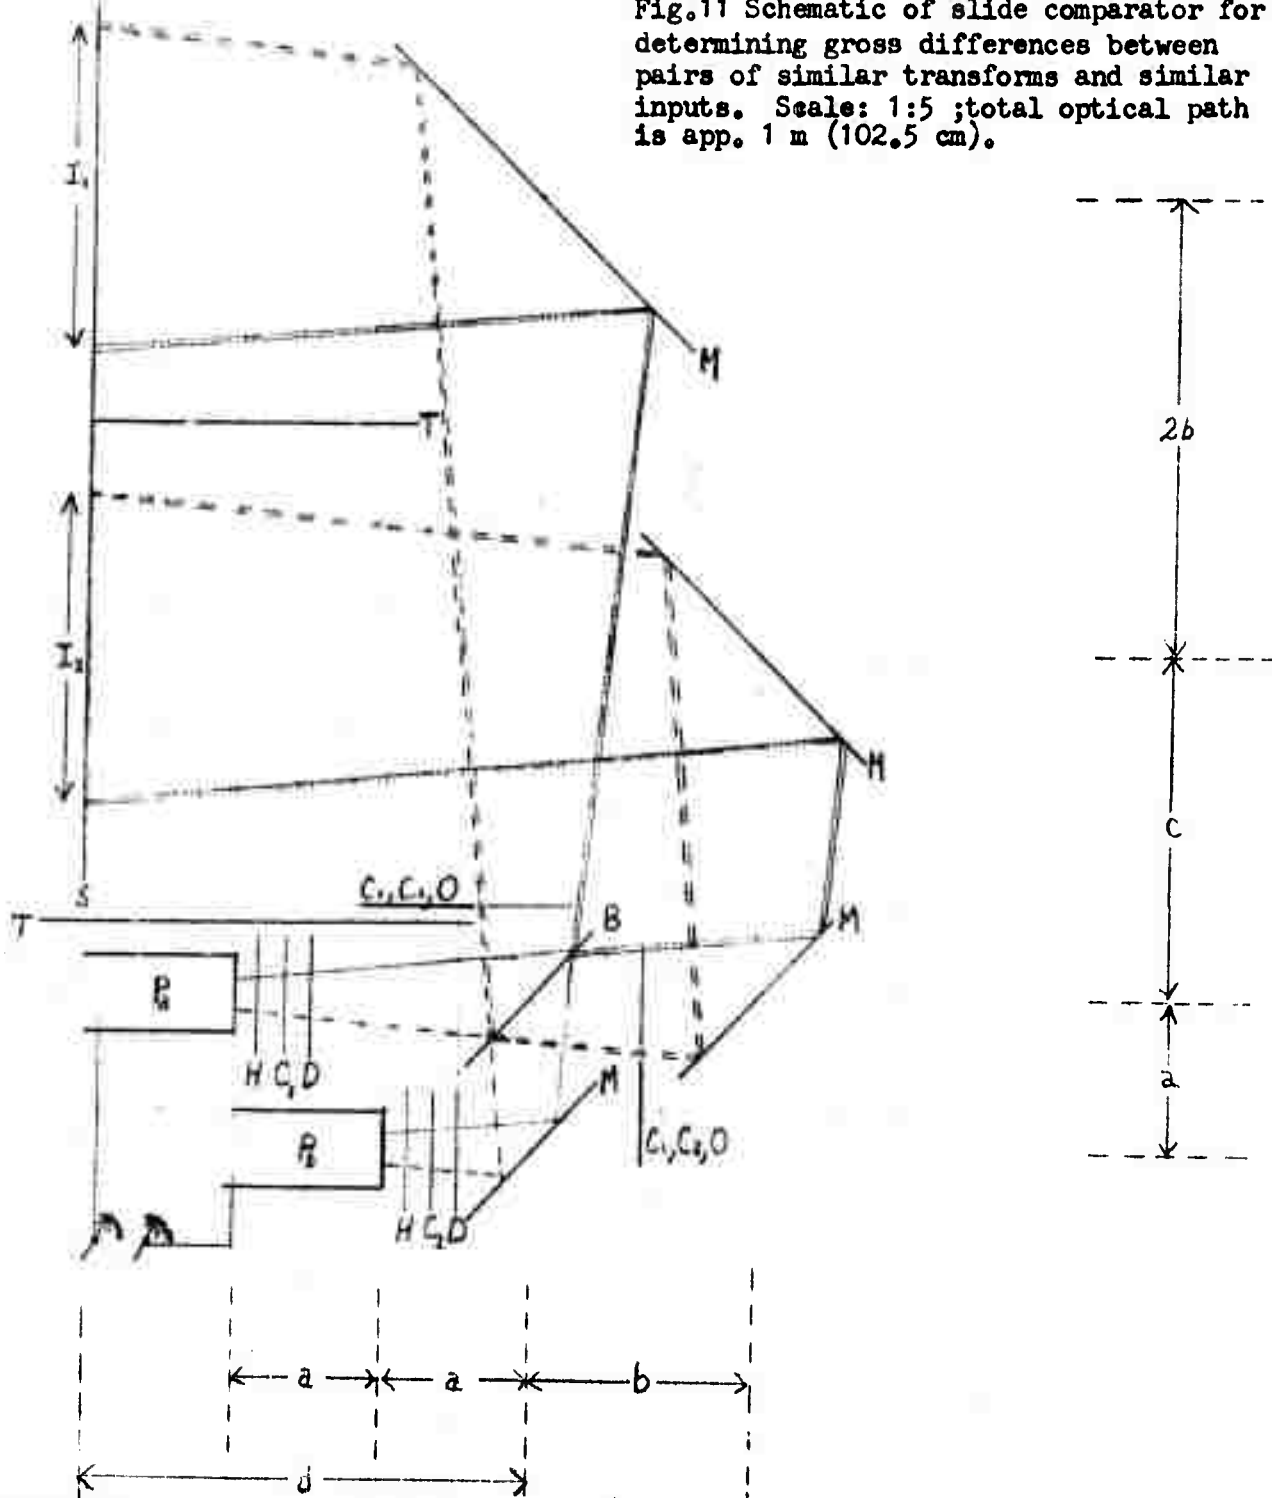 Fig.11 Schematic of slide comparator for
determining gross differences between
pairs of similar transforms and similar
inputs. Scale: 1:5 ;total optical path
is app. 1 m (102.5 cm).
I₁
M
T
2b
I₂
M
c
S
C₁,C₂,O
T
B
M
P₁
H C₁ D
a
M
P₂
C₁,C₂,O
H C₂ D
a a b
d